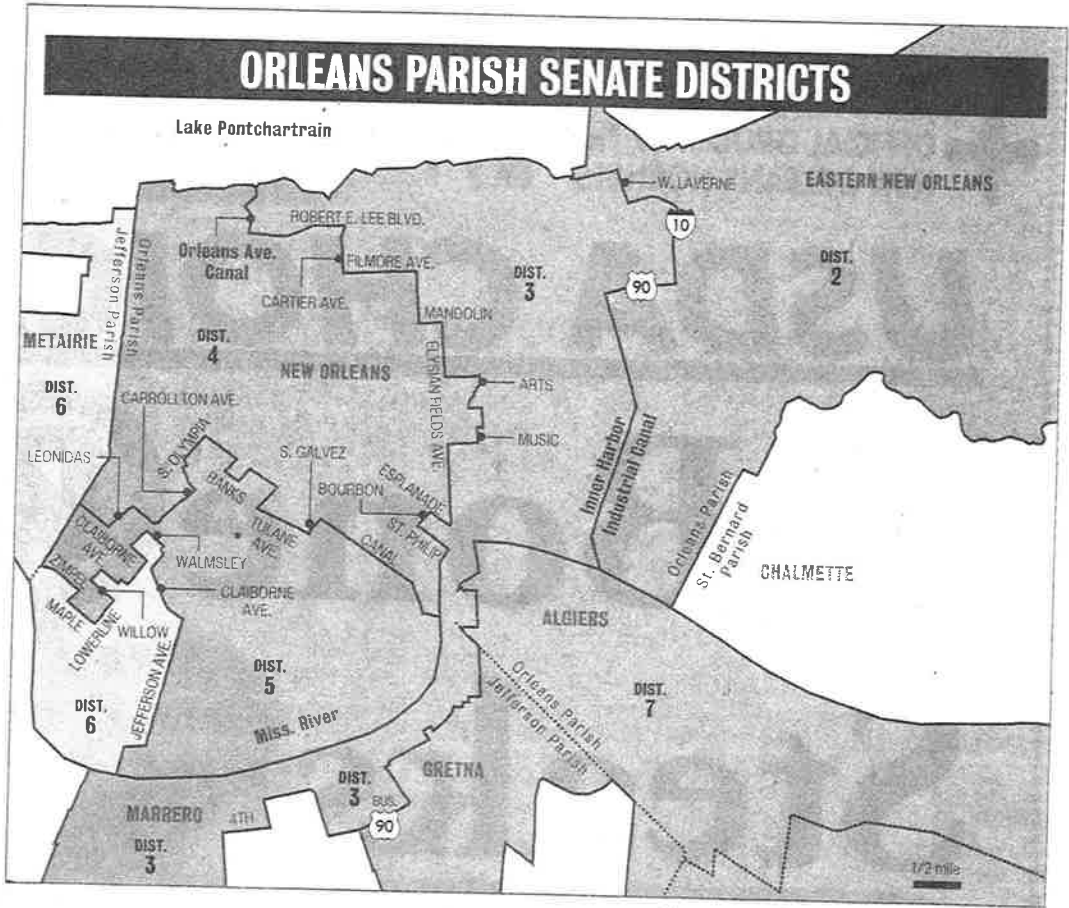 ORLEANS PARISH SENATE DISTRICTS
Lake Pontchartrain
W. LAVERNE
EASTERN NEW ORLEANS
ROBERT E. LEE BLVD.
10
Jefferson Parish
Orleans Parish
Orleans Ave.
Canal
FILMORE AVE.
DIST.
3
DIST.
2
90
CARTIER AVE.
MANDOLIN
METAIRIE
DIST.
4
NEW ORLEANS
ELYSIAN FIELDS AVE.
ARTS
DIST.
6
CARROLLTON AVE.
MUSIC
LEONIDAS
S. OLYMPIA
S. GALVEZ
BANKS
BOURBON
ESPLANADE
Inner Harbor
Industrial Canal
Orleans Parish
St. Bernard
Parish
CLAIBORNE
AVE.
TULANE
AVE.
CANAL
ST. PHILIP
WALMSLEY
CHALMETTE
ZIMPEL
CLAIBORNE
AVE.
MAPLE
LOWERLINE
WILLOW
ALGIERS
JEFFERSON AVE.
DIST.
5
Orleans Parish
Jefferson Parish
DIST.
7
DIST.
6
Miss. River
GRETNA
DIST.
3
MARRERO
4TH
BUS.
90
DIST.
3
1/2 mile